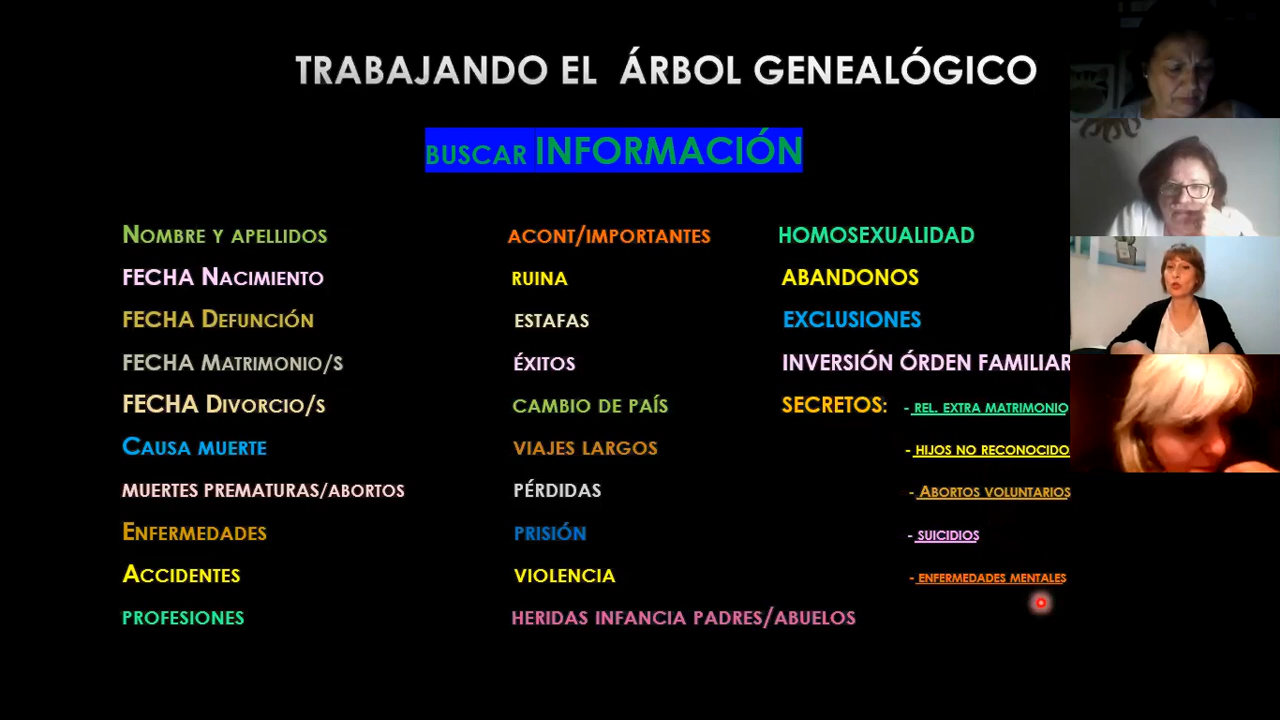 TRABAJANDO EL ÁRBOL GENEALÓGICO
BUSCAR INFORMACIÓN
NOMBRE Y APELLIDOS
FECHA NACIMIENTO
FECHA DEFUNCIÓN
FECHA MATRIMONIO/S
FECHA DIVORCIO/S
CAUSA MUERTE
MUERTES PREMATURAS/ABORTOS
ENFERMEDADES
ACCIDENTES
PROFESIONES
ACONT/IMPORTANTES
RUINA
ESTAFAS
ÉXITOS
CAMBIO DE PAÍS
VIAJES LARGOS
PÉRDIDAS
PRISIÓN
VIOLENCIA
HERIDAS INFANCIA PADRES/ABUELOS
HOMOSEXUALIDAD
ABANDONOS
EXCLUSIONES
INVERSIÓN ÓRDEN FAMILIAR
SECRETOS: - REL. EXTRA MATRIMONIO
- HIJOS NO RECONOCIDO
- ABORTOS VOLUNTARIOS
- SUICIDIOS
- ENFERMEDADES MENTALES